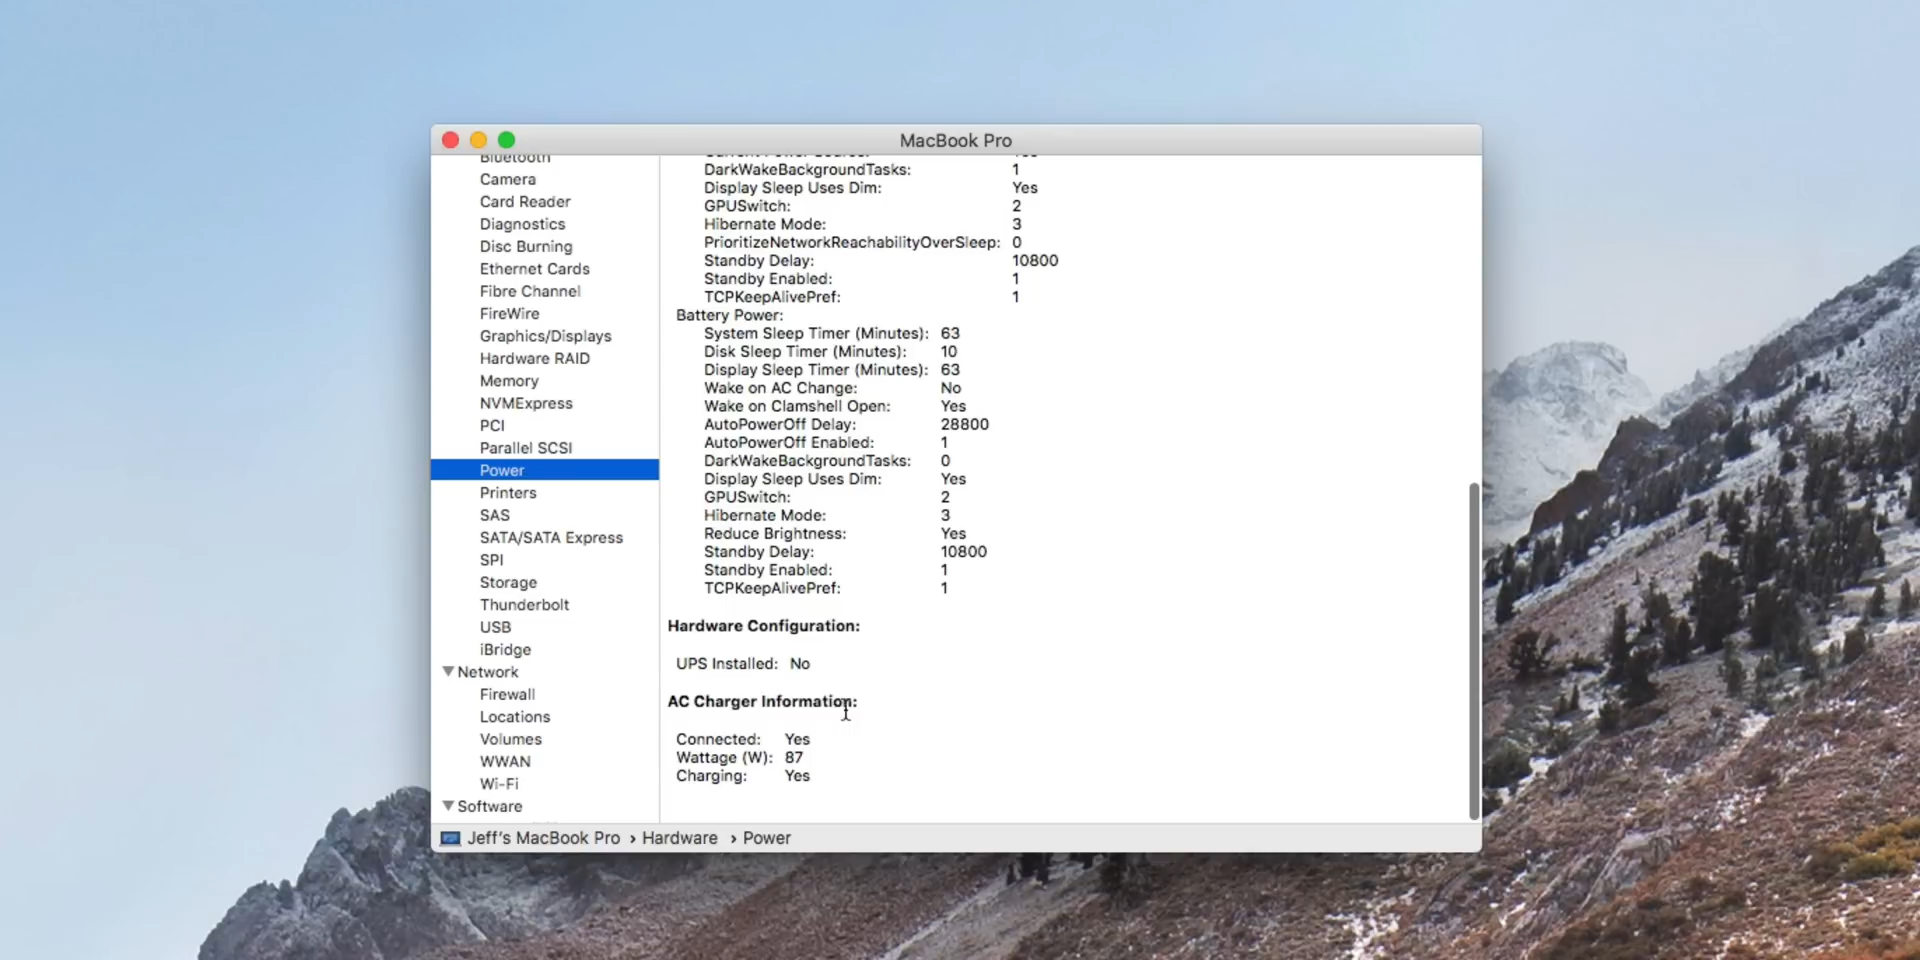 MacBook Pro
Bluetooth
Camera
Card Reader
Diagnostics
Disc Burning
Ethernet Cards
Fibre Channel
FireWire
Graphics/Displays
Hardware RAID
Memory
NVMExpress
PCI
Parallel SCSI
Power
Printers
SAS
SATA/SATA Express
SPI
Storage
Thunderbolt
USB
iBridge
Network
Firewall
Locations
Volumes
WWAN
Wi-Fi
Software
Current Power Source: Yes
DarkWakeBackgroundTasks: 1
Display Sleep Uses Dim: Yes
GPUSwitch: 2
Hibernate Mode: 3
PrioritizeNetworkReachabilityOverSleep: 0
Standby Delay: 10800
Standby Enabled: 1
TCPKeepAlivePref: 1
Battery Power:
System Sleep Timer (Minutes): 63
Disk Sleep Timer (Minutes): 10
Display Sleep Timer (Minutes): 63
Wake on AC Change: No
Wake on Clamshell Open: Yes
AutoPowerOff Delay: 28800
AutoPowerOff Enabled: 1
DarkWakeBackgroundTasks: 0
Display Sleep Uses Dim: Yes
GPUSwitch: 2
Hibernate Mode: 3
Reduce Brightness: Yes
Standby Delay: 10800
Standby Enabled: 1
TCPKeepAlivePref: 1
Hardware Configuration:
UPS Installed: No
AC Charger Information:
Connected: Yes
Wattage (W): 87
Charging: Yes
Jeff's MacBook Pro › Hardware › Power